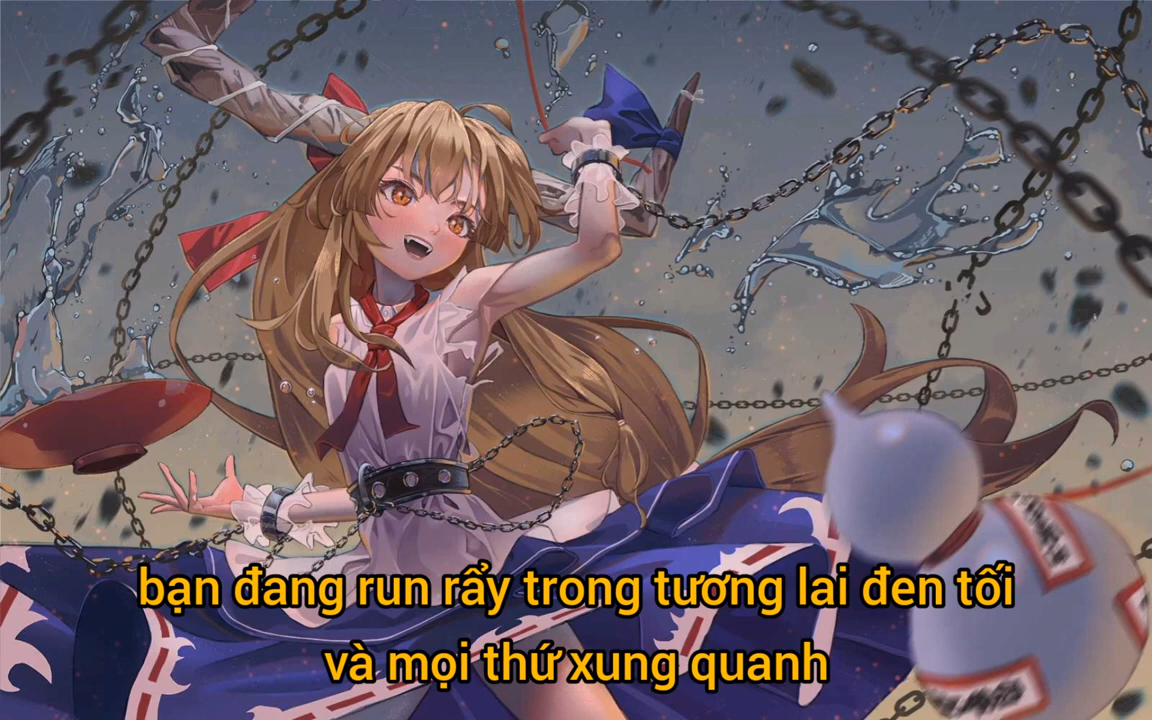 bạn đang run rẩy trong tương lai đen tối
và mọi thứ xung quanh